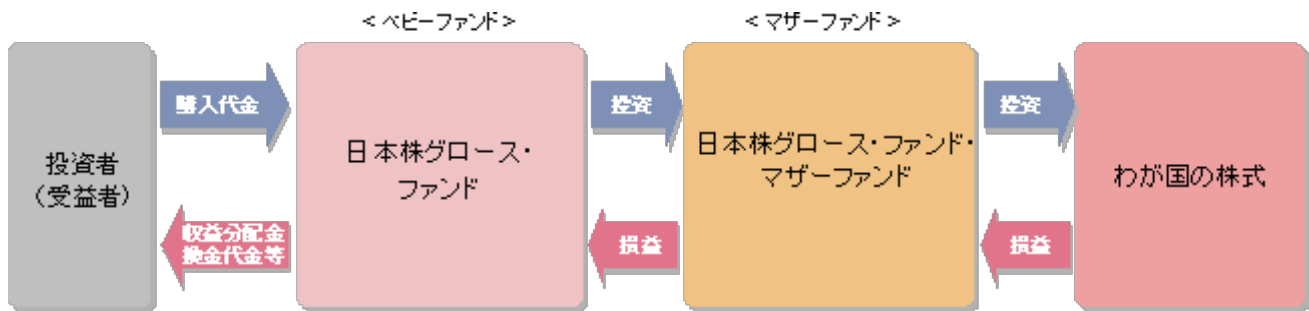 ＜ベビーファンド＞
＜マザーファンド＞
投資者
（受益者）
購入代金
収益分配金
換金代金等
日本株グロース・
ファンド
投資
損益
日本株グロース・ファンド・
マザーファンド
投資
損益
わが国の株式